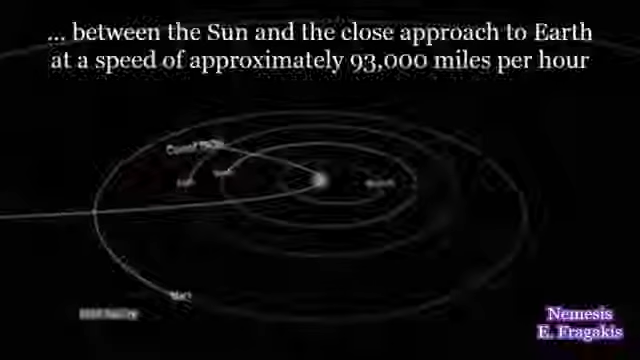 ... between the Sun and the close approach to Earth
at a speed of approximately 93,000 miles per hour
Mars
Nemesis
E. Fragakis